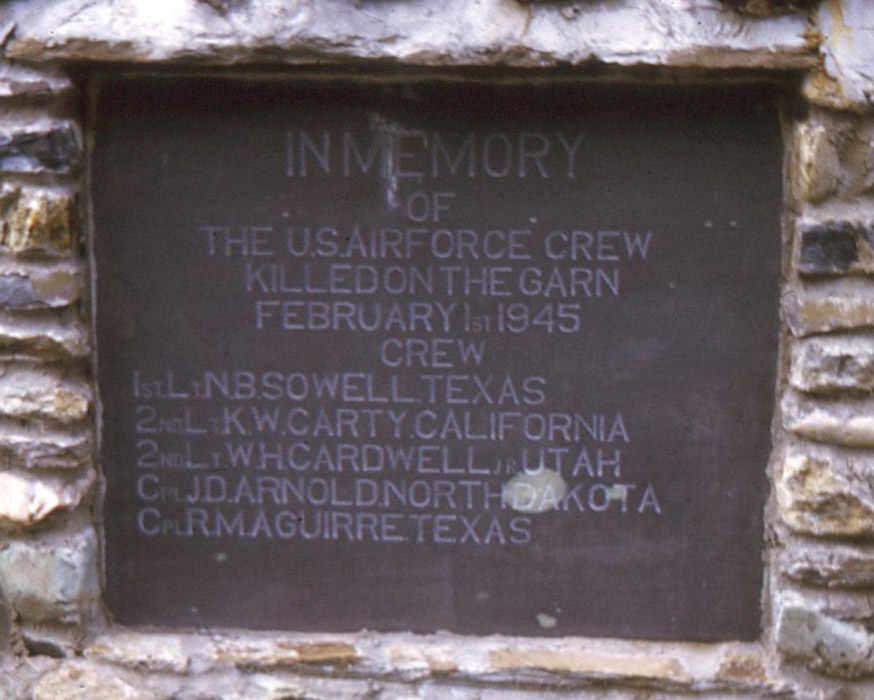 IN MEMORY
OF
THE U.S. AIRFORCE CREW
KILLED ON THE GARN
FEBRUARY 1ST 1945
CREW
1ST. LT. N.B. SOWELL. TEXAS
2ND. LT. K.W. CARTY. CALIFORNIA
2ND. LT. W.H. CARDWELL. JR. UTAH
CPL. J.D. ARNOLD. NORTH DAKOTA
CPL. R.M. AGUIRRE. TEXAS